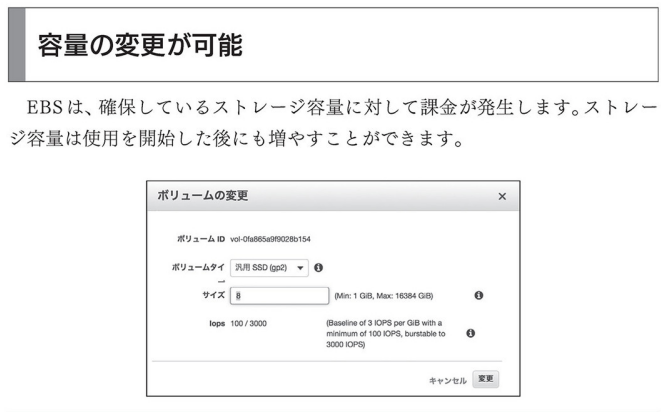 容量の変更が可能
EBSは、確保しているストレージ容量に対して課金が発生します。ストレー
ジ容量は使用を開始した後にも増やすことができます。
ボリュームの変更 ×
ボリューム ID vol-0fa865a9f9028b154
ボリュームタイ 汎用 SSD (gp2)
サイズ 8 (Min: 1 GiB, Max: 16384 GiB)
Iops 100 / 3000 (Baseline of 3 IOPS per GiB with a
minimum of 100 IOPS, burstable to
3000 IOPS)
キャンセル 変更